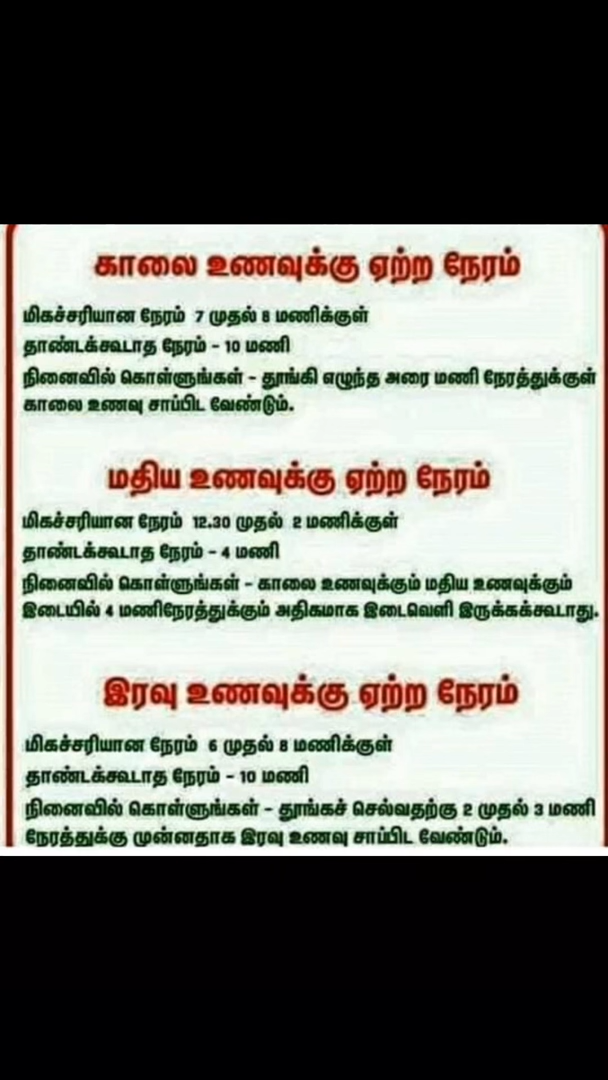 காலை உணவுக்கு ஏற்ற நேரம்
மிகச்சரியான நேரம் 7 முதல் 8 மணிக்குள்
தாண்டக்கூடாத நேரம் - 10 மணி
நினைவில் கொள்ளுங்கள் - தூங்கி எழுந்த அரை மணி நேரத்துக்குள்
காலை உணவு சாப்பிட வேண்டும்.
மதிய உணவுக்கு ஏற்ற நேரம்
மிகச்சரியான நேரம் 12.30 முதல் 2 மணிக்குள்
தாண்டக்கூடாத நேரம் - 4 மணி
நினைவில் கொள்ளுங்கள் - காலை உணவுக்கும் மதிய உணவுக்கும்
இடையில் 4 மணிநேரத்துக்கும் அதிகமாக இடைவெளி இருக்கக்கூடாது.
இரவு உணவுக்கு ஏற்ற நேரம்
மிகச்சரியான நேரம் 6 முதல் 8 மணிக்குள்
தாண்டக்கூடாத நேரம் - 10 மணி
நினைவில் கொள்ளுங்கள் - தூங்கச் செல்வதற்கு 2 முதல் 3 மணி
நேரத்துக்கு முன்னதாக இரவு உணவு சாப்பிட வேண்டும்.